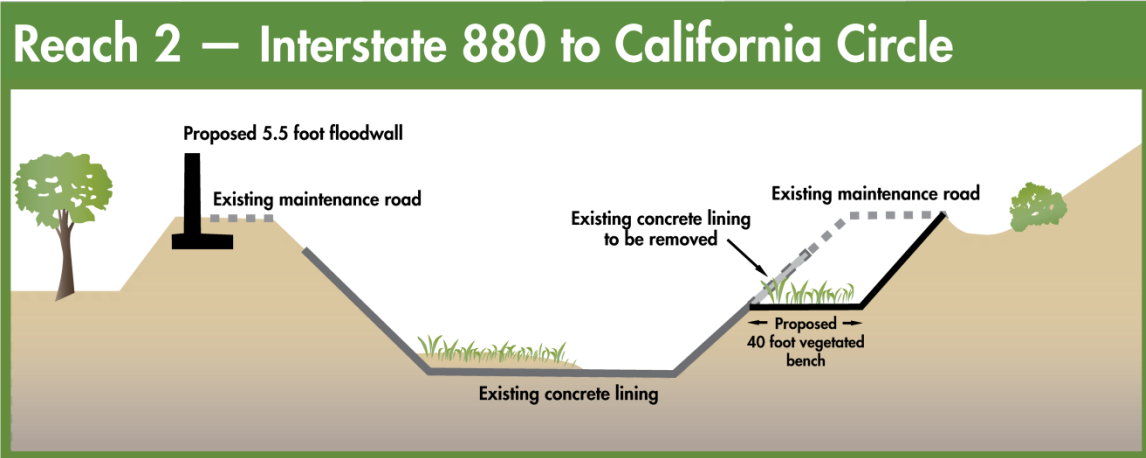 Reach 2 — Interstate 880 to California Circle
Proposed 5.5 foot floodwall
Existing maintenance road
Existing maintenance road
Existing concrete lining
to be removed
Proposed
40 foot vegetated
bench
Existing concrete lining